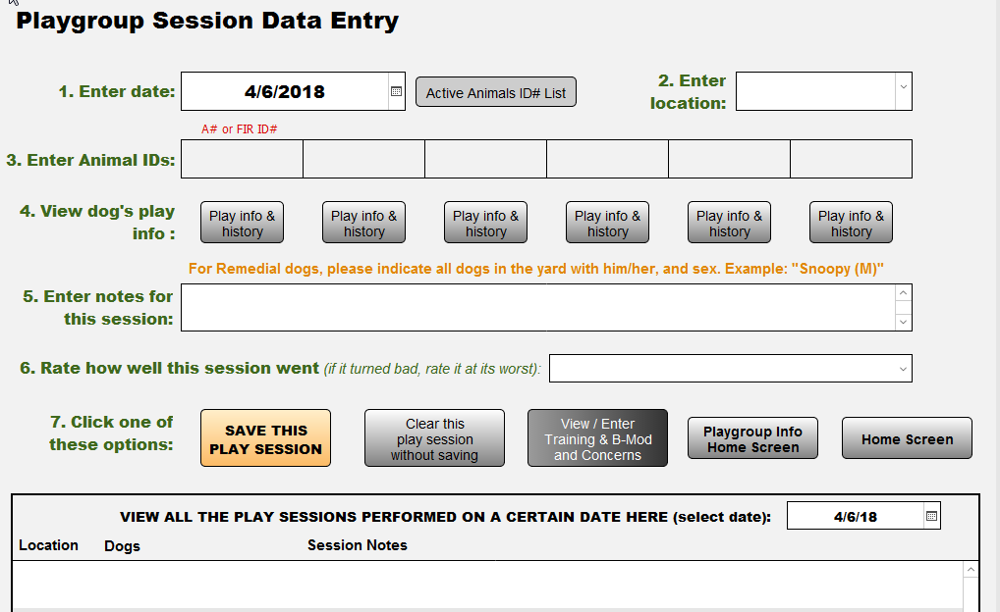 Playgroup Session Data Entry
1. Enter date:
4/6/2018
Active Animals ID# List
2. Enter
location:
A# or FIR ID#
3. Enter Animal IDs:
4. View dog's play
info :
Play info &
history
Play info &
history
Play info &
history
Play info &
history
Play info &
history
Play info &
history
For Remedial dogs, please indicate all dogs in the yard with him/her, and sex. Example: "Snoopy (M)"
5. Enter notes for
this session:
6. Rate how well this session went (if it turned bad, rate it at its worst):
7. Click one of
these options:
SAVE THIS
PLAY SESSION
Clear this
play session
without saving
View / Enter
Training & B-Mod
and Concerns
Playgroup Info
Home Screen
Home Screen
VIEW ALL THE PLAY SESSIONS PERFORMED ON A CERTAIN DATE HERE (select date):
4/6/18
Location Dogs Session Notes